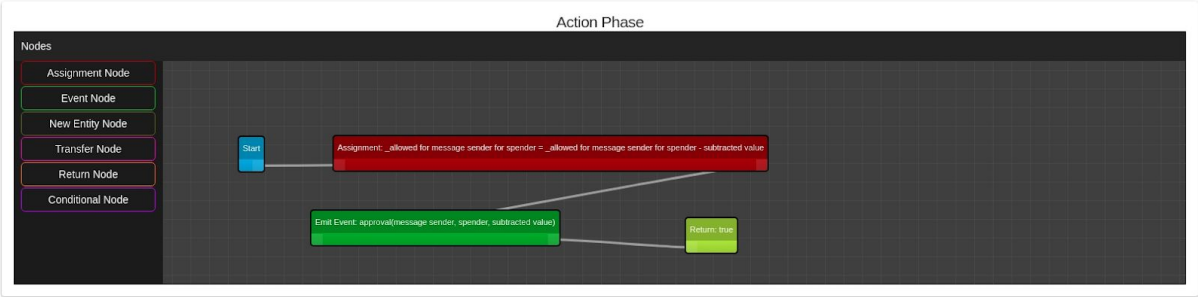 Action Phase
Nodes
Assignment Node
Event Node
New Entity Node
Transfer Node
Return Node
Conditional Node
Start
Assignment: _allowed for message sender for spender = _allowed for message sender for spender - subtracted value
Emit Event: approval(message sender, spender, subtracted value)
Return: true